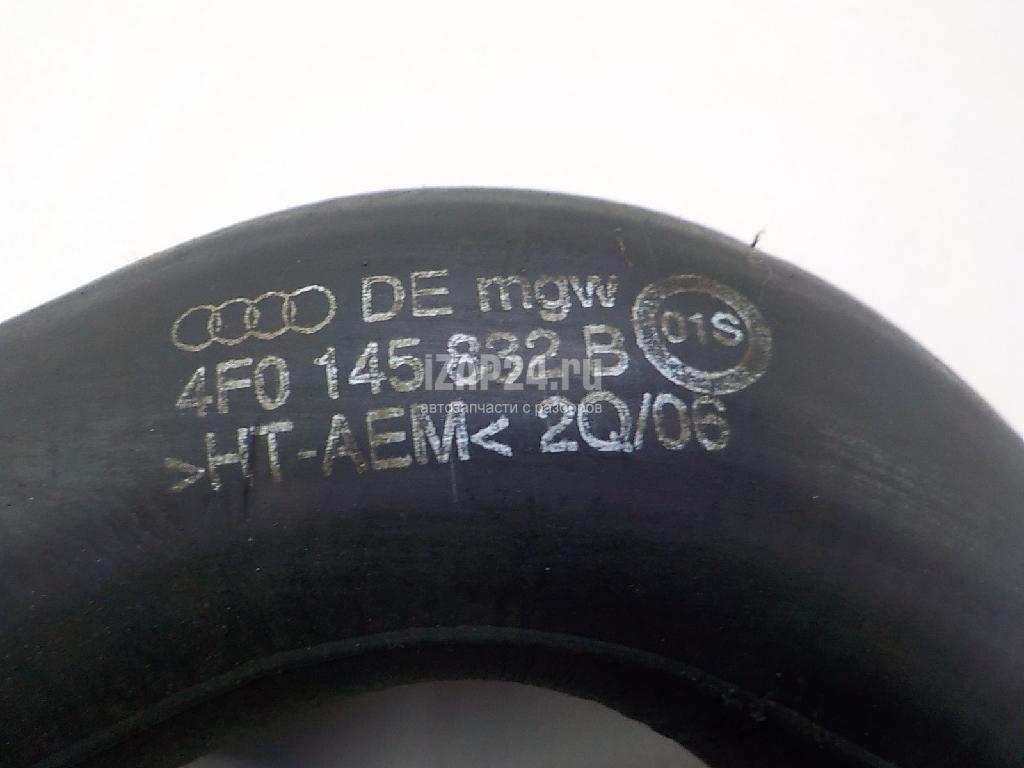 DE mgw
01S
4F0 145 832 B
>HT-AEM< 2Q/06
iZAP24.ru
автозапчасти с разборов